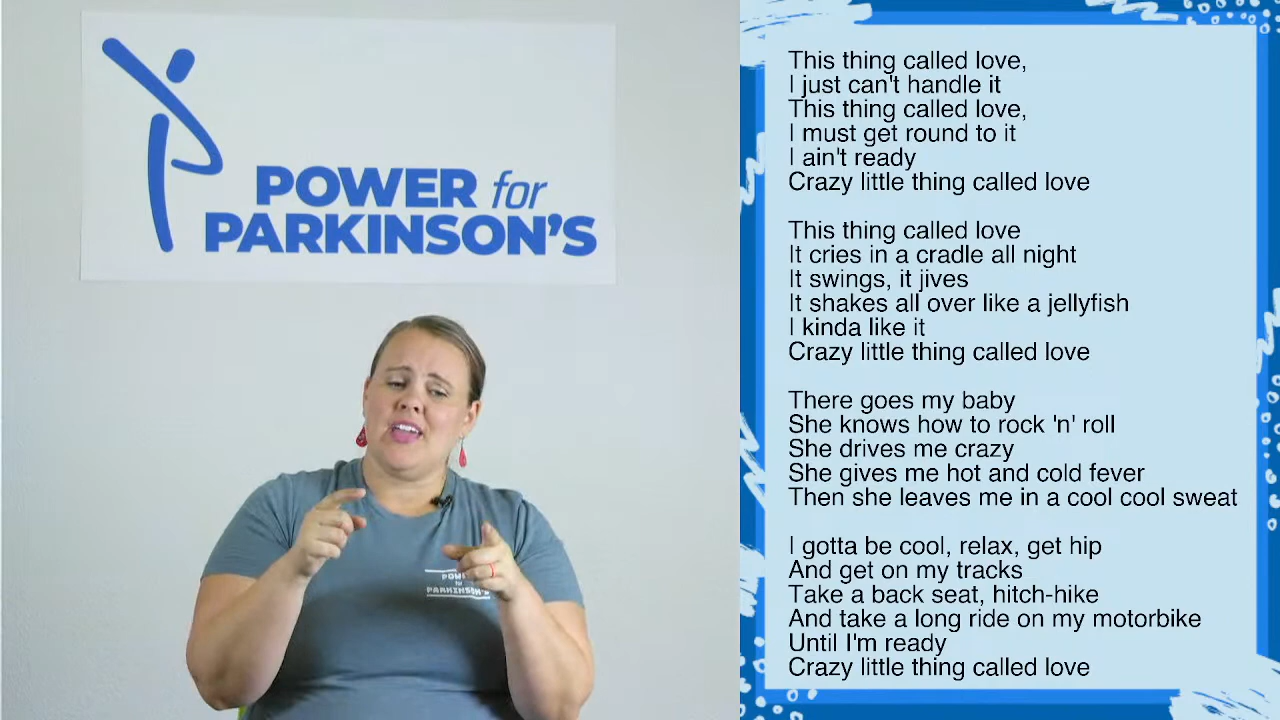 POWER for
PARKINSON'S
POWER
for
PARKINSON'S
This thing called love,
I just can't handle it
This thing called love,
I must get round to it
I ain't ready
Crazy little thing called love
This thing called love
It cries in a cradle all night
It swings, it jives
It shakes all over like a jellyfish
I kinda like it
Crazy little thing called love
There goes my baby
She knows how to rock 'n' roll
She drives me crazy
She gives me hot and cold fever
Then she leaves me in a cool cool sweat
I gotta be cool, relax, get hip
And get on my tracks
Take a back seat, hitch-hike
And take a long ride on my motorbike
Until I'm ready
Crazy little thing called love